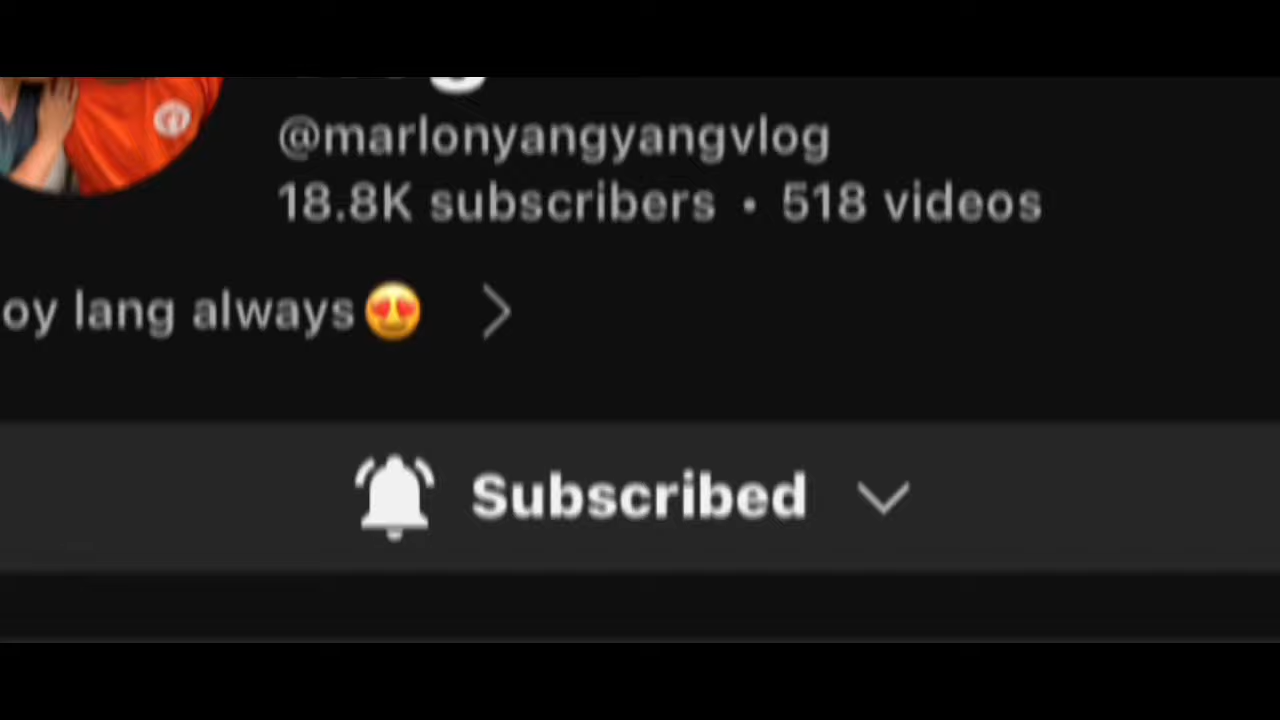 @marlonyangyangvlog
18.8K subscribers • 518 videos
oy lang always😍 >
Subscribed